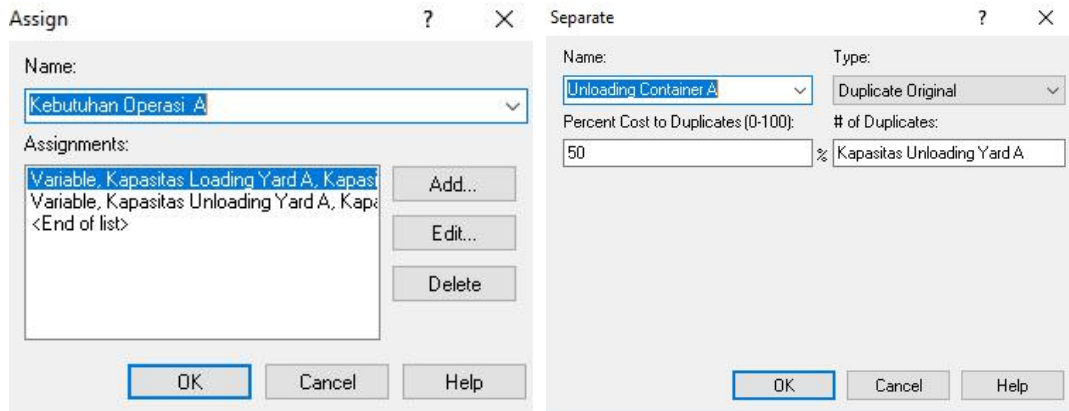 Assign ? ×
Name:
Kebutuhan Operasi A
Assignments:
Variable, Kapasitas Loading Yard A, Kapasi
Variable, Kapasitas Unloading Yard A, Kapa
<End of list>
Add...
Edit...
Delete
OK Cancel Help
Separate ? ×
Name: Type:
Unloading Container A Duplicate Original
Percent Cost to Duplicates (0-100): # of Duplicates:
50 % Kapasitas Unloading Yard A
OK Cancel Help